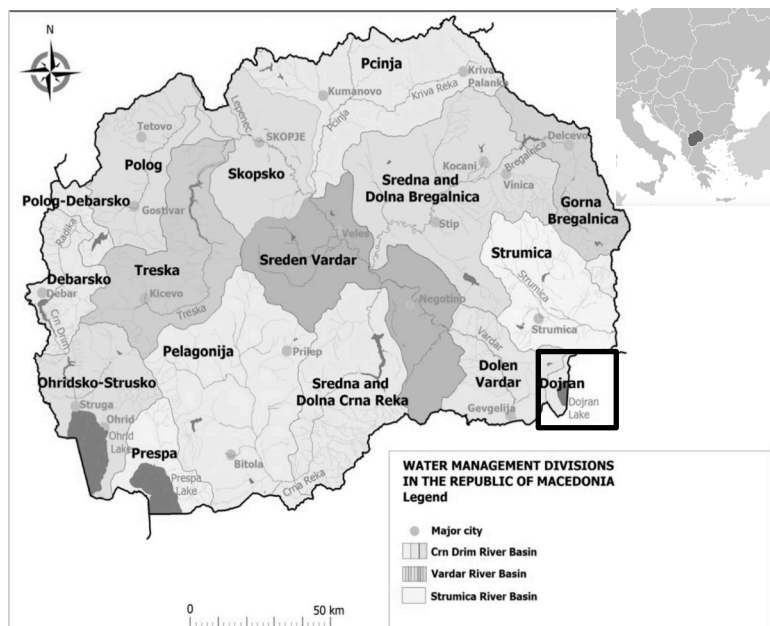 N
Pcinja
Kriva
Palanka
Kumanovo
Kriva Reka
Pcinja
Lepenec
Tetovo
SKOPJE
Delcevo
Polog
Skopsko
Kocani
Bregalnica
Sredna and
Dolna Bregalnica
Vinica
Polog-Debarsko
Gostivar
Gorna
Bregalnica
Stip
Radika
Veles
Sreden Vardar
Strumica
Debarsko
Treska
Debar
Kicevo
Negotino
Strumica
Treska
Crn Drim
Vardar
Strumica
Pelagonija
Prilep
Ohridsko-Strusko
Sredna and
Dolna Crna Reka
Dolen
Vardar
Dojran
Dojran
Lake
Struga
Ohrid
Ohrid
Lake
Gevgelija
Prespa
Bitola
Prespa
Lake
Crna Reka
WATER MANAGEMENT DIVISIONS
IN THE REPUBLIC OF MACEDONIA
Legend
Major city
Crn Drim River Basin
Vardar River Basin
Strumica River Basin
0 50 km